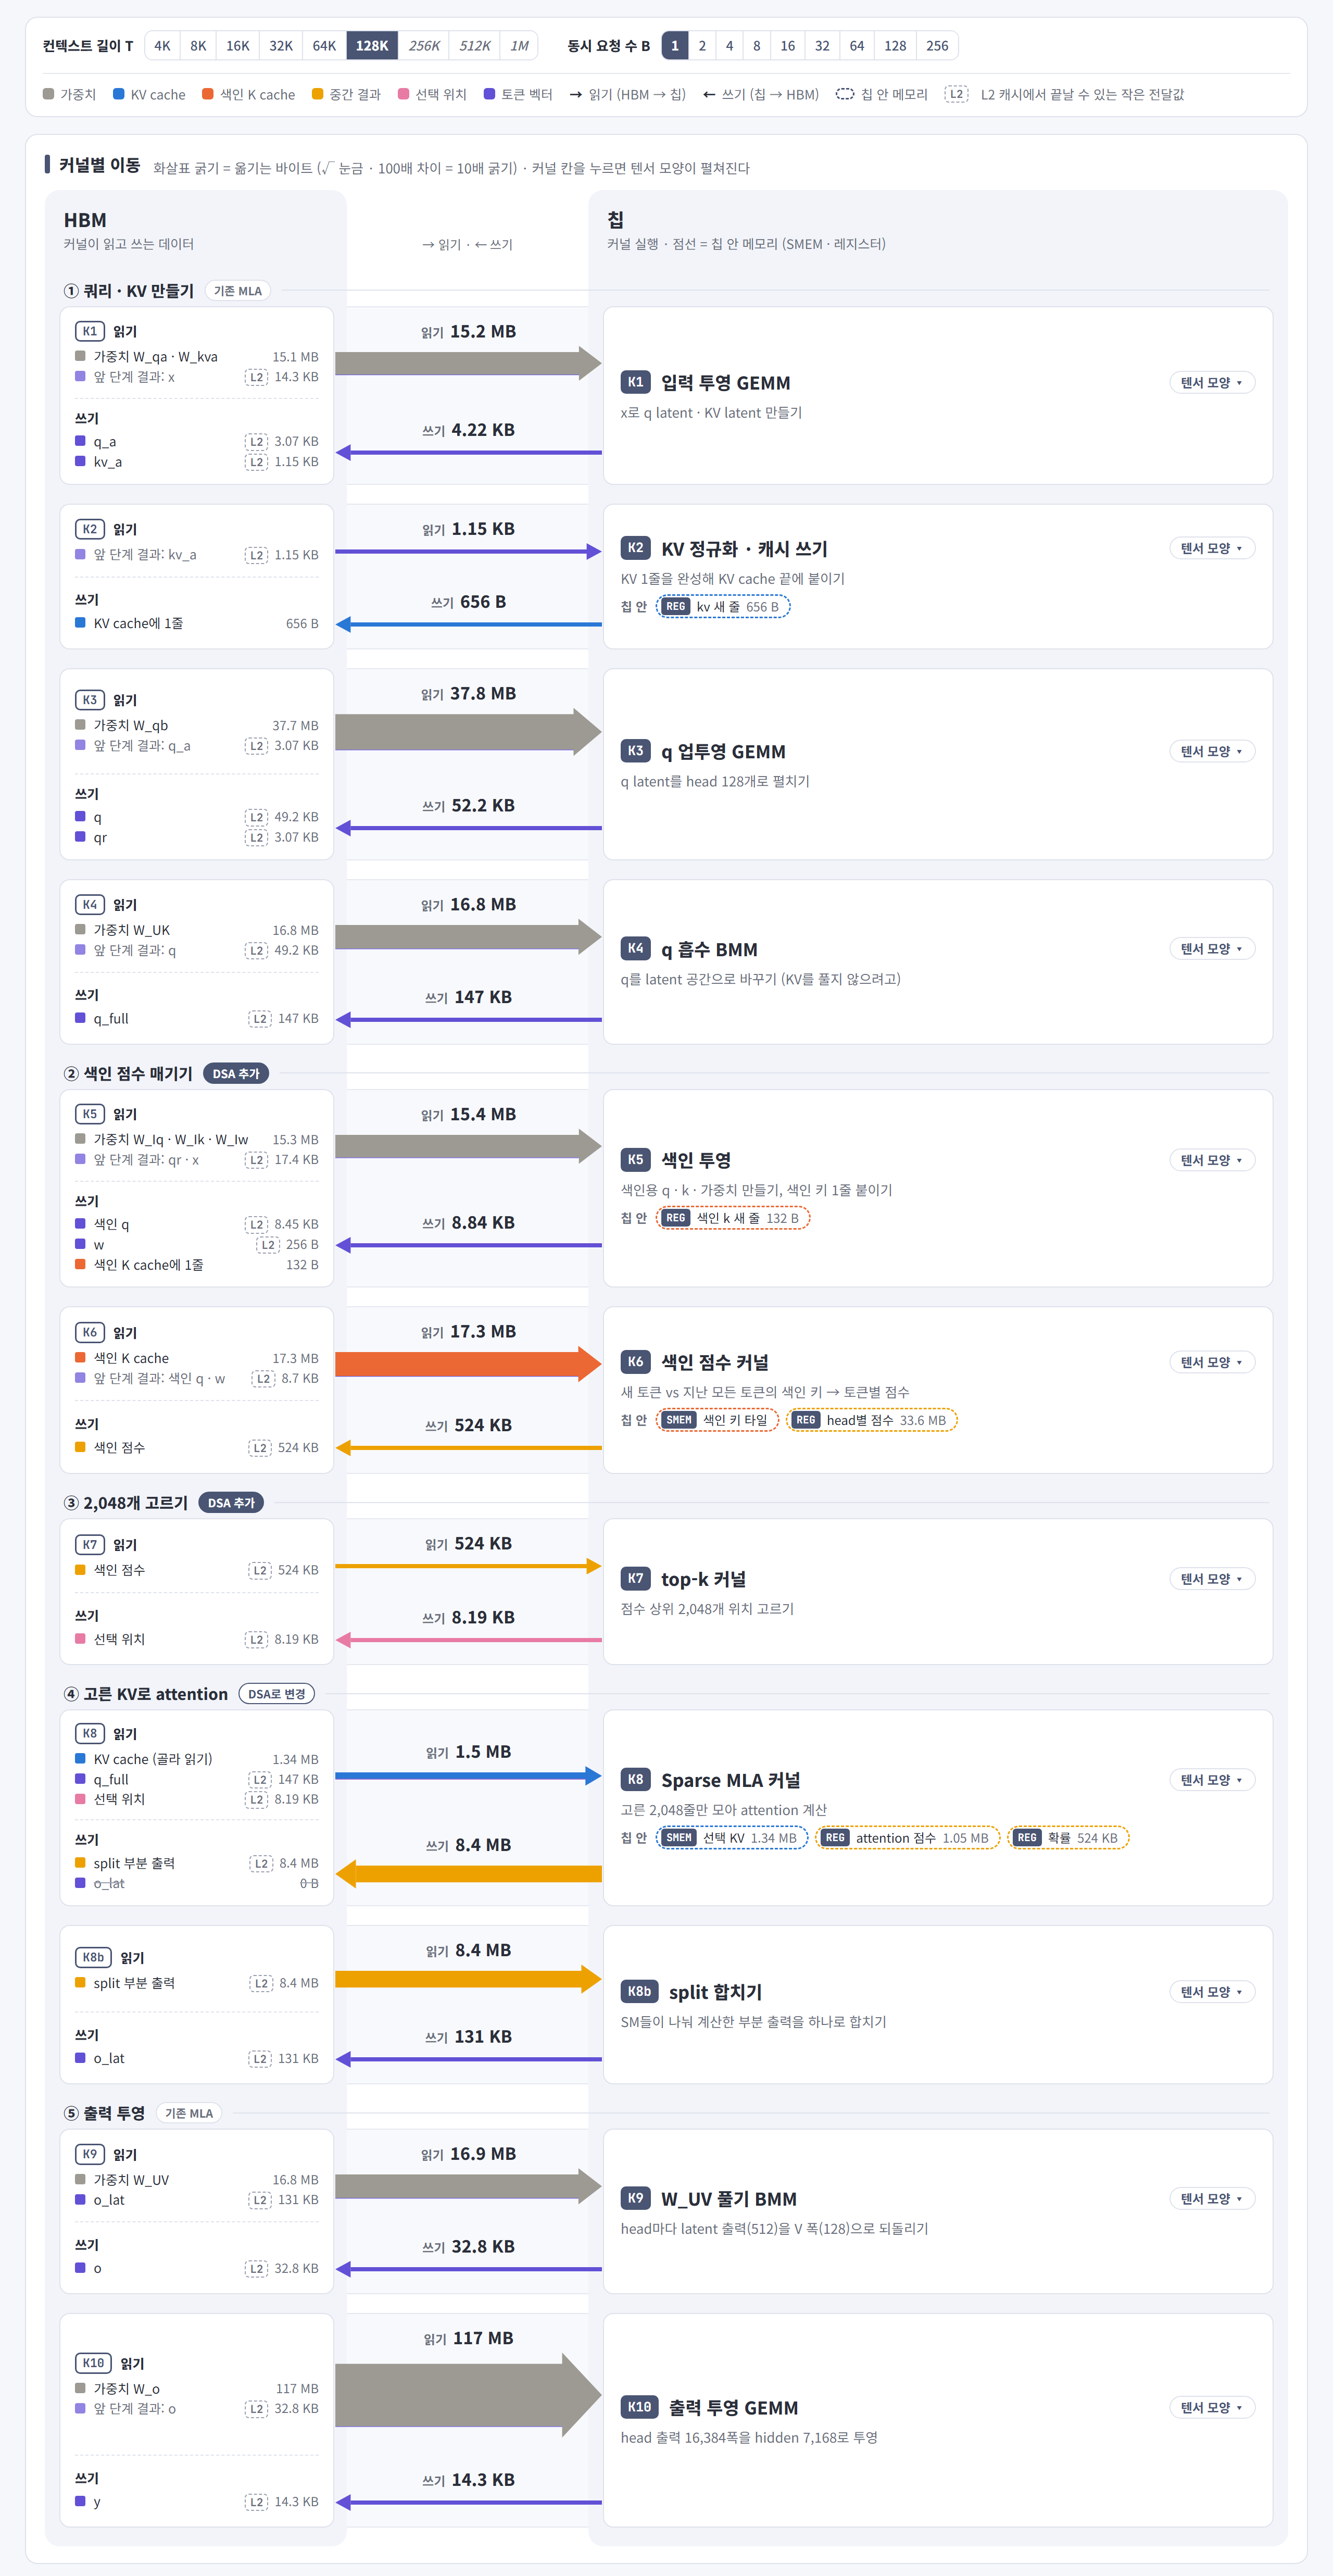 컨텍스트 길이 T 4K 8K 16K 32K 64K 128K 256K 512K 1M 동시 요청 수 B 1 2 4 8 16 32 64 128 256
가중치 KV cache 색인 K cache 중간 결과 선택 위치 토큰 벡터 → 읽기 (HBM → 칩) ← 쓰기 (칩 → HBM) 칩 안 메모리 L2 L2 캐시에서 끝날 수 있는 작은 전달값
커널별 이동 화살표 굵기 = 옮기는 바이트 (√ 눈금 · 100배 차이 = 10배 굵기) · 커널 칸을 누르면 텐서 모양이 펼쳐진다
HBM
커널이 읽고 쓰는 데이터
→ 읽기 · ← 쓰기
칩
커널 실행 · 점선 = 칩 안 메모리 (SMEM · 레지스터)
① 쿼리 · KV 만들기 기존 MLA
K1 읽기
가중치 W_qa · W_kva 15.1 MB
앞 단계 결과: x L2 14.3 KB
쓰기
q_a L2 3.07 KB
kv_a L2 1.15 KB
읽기 15.2 MB
쓰기 4.22 KB
K1 입력 투영 GEMM 텐서 모양 ▾
x로 q latent · KV latent 만들기
K2 읽기
앞 단계 결과: kv_a L2 1.15 KB
쓰기
KV cache에 1줄 656 B
읽기 1.15 KB
쓰기 656 B
K2 KV 정규화 · 캐시 쓰기 텐서 모양 ▾
KV 1줄을 완성해 KV cache 끝에 붙이기
칩 안 REG kv 새 줄 656 B
K3 읽기
가중치 W_qb 37.7 MB
앞 단계 결과: q_a L2 3.07 KB
쓰기
q L2 49.2 KB
qr L2 3.07 KB
읽기 37.8 MB
쓰기 52.2 KB
K3 q 업투영 GEMM 텐서 모양 ▾
q latent를 head 128개로 펼치기
K4 읽기
가중치 W_UK 16.8 MB
앞 단계 결과: q L2 49.2 KB
쓰기
q_full L2 147 KB
읽기 16.8 MB
쓰기 147 KB
K4 q 흡수 BMM 텐서 모양 ▾
q를 latent 공간으로 바꾸기 (KV를 풀지 않으려고)
② 색인 점수 매기기 DSA 추가
K5 읽기
가중치 W_Iq · W_Ik · W_Iw 15.3 MB
앞 단계 결과: qr · x L2 17.4 KB
쓰기
색인 q L2 8.45 KB
w L2 256 B
색인 K cache에 1줄 132 B
읽기 15.4 MB
쓰기 8.84 KB
K5 색인 투영 텐서 모양 ▾
색인용 q · k · 가중치 만들기, 색인 키 1줄 붙이기
칩 안 REG 색인 k 새 줄 132 B
K6 읽기
색인 K cache 17.3 MB
앞 단계 결과: 색인 q · w L2 8.7 KB
쓰기
색인 점수 L2 524 KB
읽기 17.3 MB
쓰기 524 KB
K6 색인 점수 커널 텐서 모양 ▾
새 토큰 vs 지난 모든 토큰의 색인 키 → 토큰별 점수
칩 안 SMEM 색인 키 타일 REG head별 점수 33.6 MB
③ 2,048개 고르기 DSA 추가
K7 읽기
색인 점수 L2 524 KB
쓰기
선택 위치 L2 8.19 KB
읽기 524 KB
쓰기 8.19 KB
K7 top-k 커널 텐서 모양 ▾
점수 상위 2,048개 위치 고르기
④ 고른 KV로 attention DSA로 변경
K8 읽기
KV cache (골라 읽기) 1.34 MB
q_full L2 147 KB
선택 위치 L2 8.19 KB
쓰기
split 부분 출력 L2 8.4 MB
o_lat 0 B
읽기 1.5 MB
쓰기 8.4 MB
K8 Sparse MLA 커널 텐서 모양 ▾
고른 2,048줄만 모아 attention 계산
칩 안 SMEM 선택 KV 1.34 MB REG attention 점수 1.05 MB REG 확률 524 KB
K8b 읽기
split 부분 출력 L2 8.4 MB
쓰기
o_lat L2 131 KB
읽기 8.4 MB
쓰기 131 KB
K8b split 합치기 텐서 모양 ▾
SM들이 나눠 계산한 부분 출력을 하나로 합치기
⑤ 출력 투영 기존 MLA
K9 읽기
가중치 W_UV 16.8 MB
o_lat L2 131 KB
쓰기
o L2 32.8 KB
읽기 16.9 MB
쓰기 32.8 KB
K9 W_UV 풀기 BMM 텐서 모양 ▾
head마다 latent 출력(512)을 V 폭(128)으로 되돌리기
K10 읽기
가중치 W_o 117 MB
앞 단계 결과: o L2 32.8 KB
쓰기
y L2 14.3 KB
읽기 117 MB
쓰기 14.3 KB
K10 출력 투영 GEMM 텐서 모양 ▾
head 출력 16,384폭을 hidden 7,168로 투영